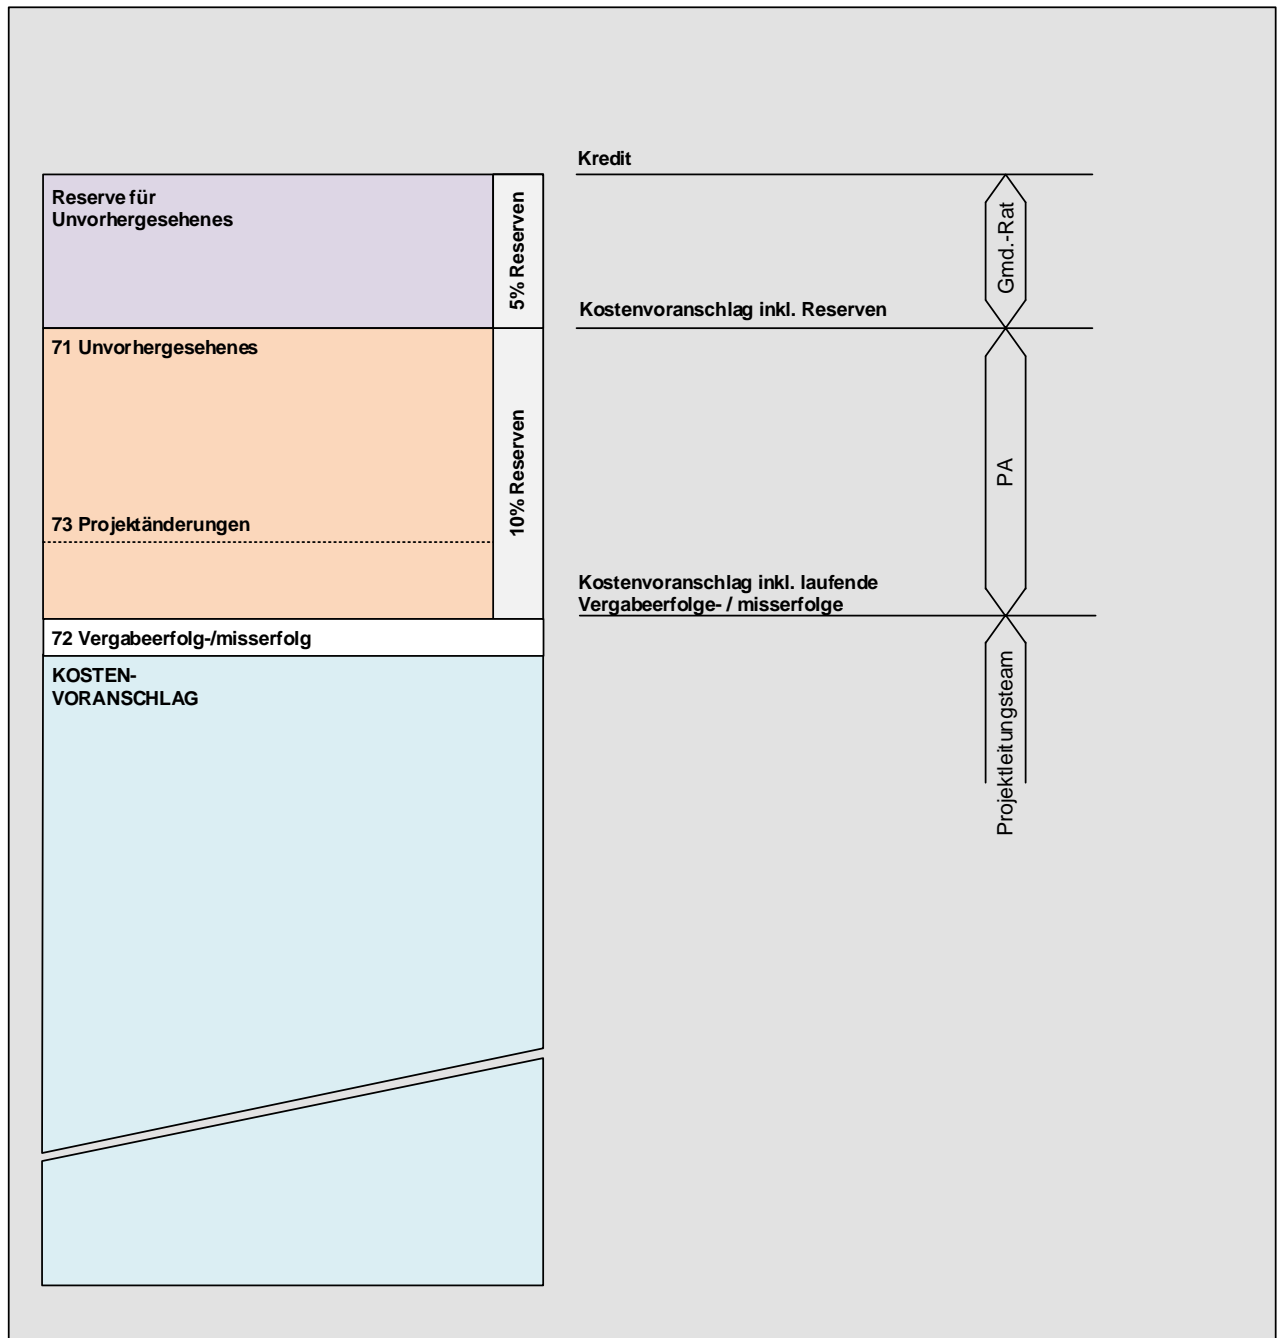 Kredit
Reserve für
Unvorhergesehenes
5% Reserven
Gmd.-Rat
Kostenvoranschlag inkl. Reserven
71 Unvorhergesehenes
10% Reserven
PA
73 Projektänderungen
Kostenvoranschlag inkl. laufende
Vergabeerfolge- / misserfolge
72 Vergabeerfolg-/misserfolg
KOSTEN-
VORANSCHLAG
Projektleitungsteam